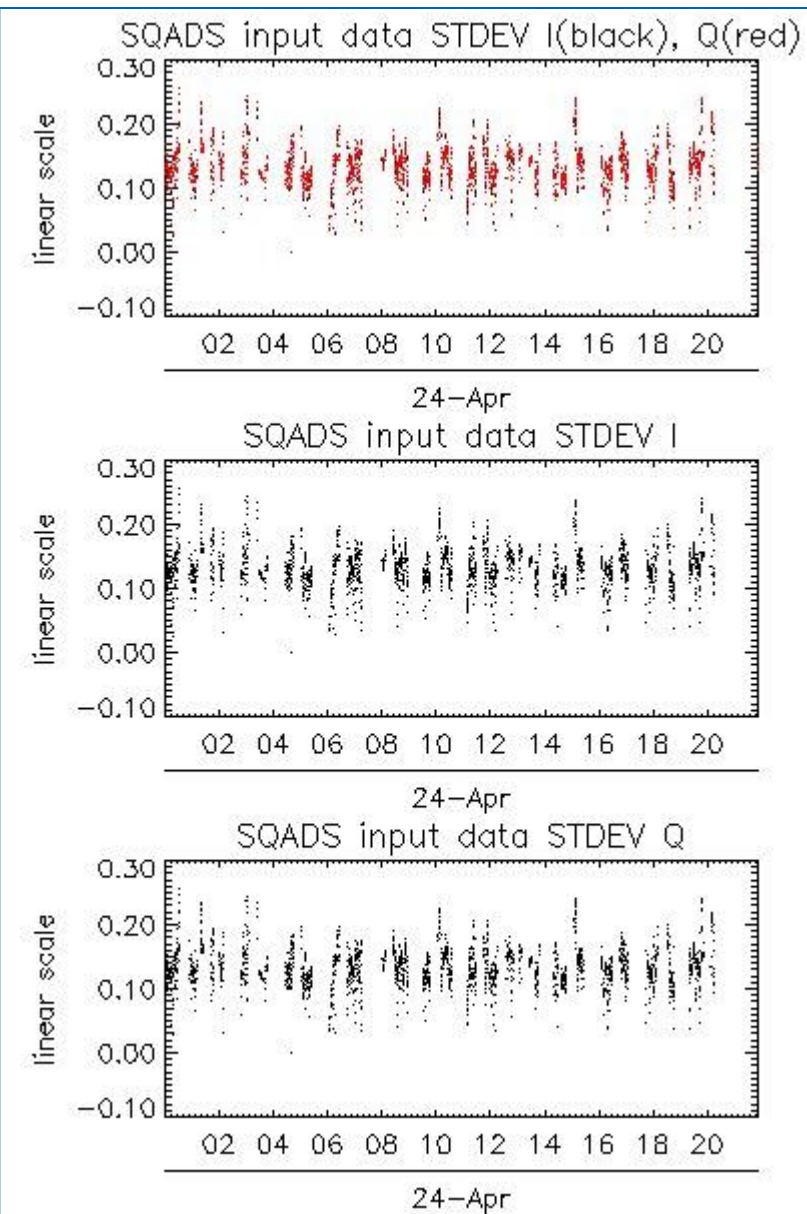 SQADS input data STDEV I(black), Q(red)
0.30
0.20
0.10
0.00
-0.10
linear scale
02 04 06 08 10 12 14 16 18 20
24-Apr
SQADS input data STDEV I
0.30
0.20
0.10
0.00
-0.10
linear scale
02 04 06 08 10 12 14 16 18 20
24-Apr
SQADS input data STDEV Q
0.30
0.20
0.10
0.00
-0.10
linear scale
02 04 06 08 10 12 14 16 18 20
24-Apr